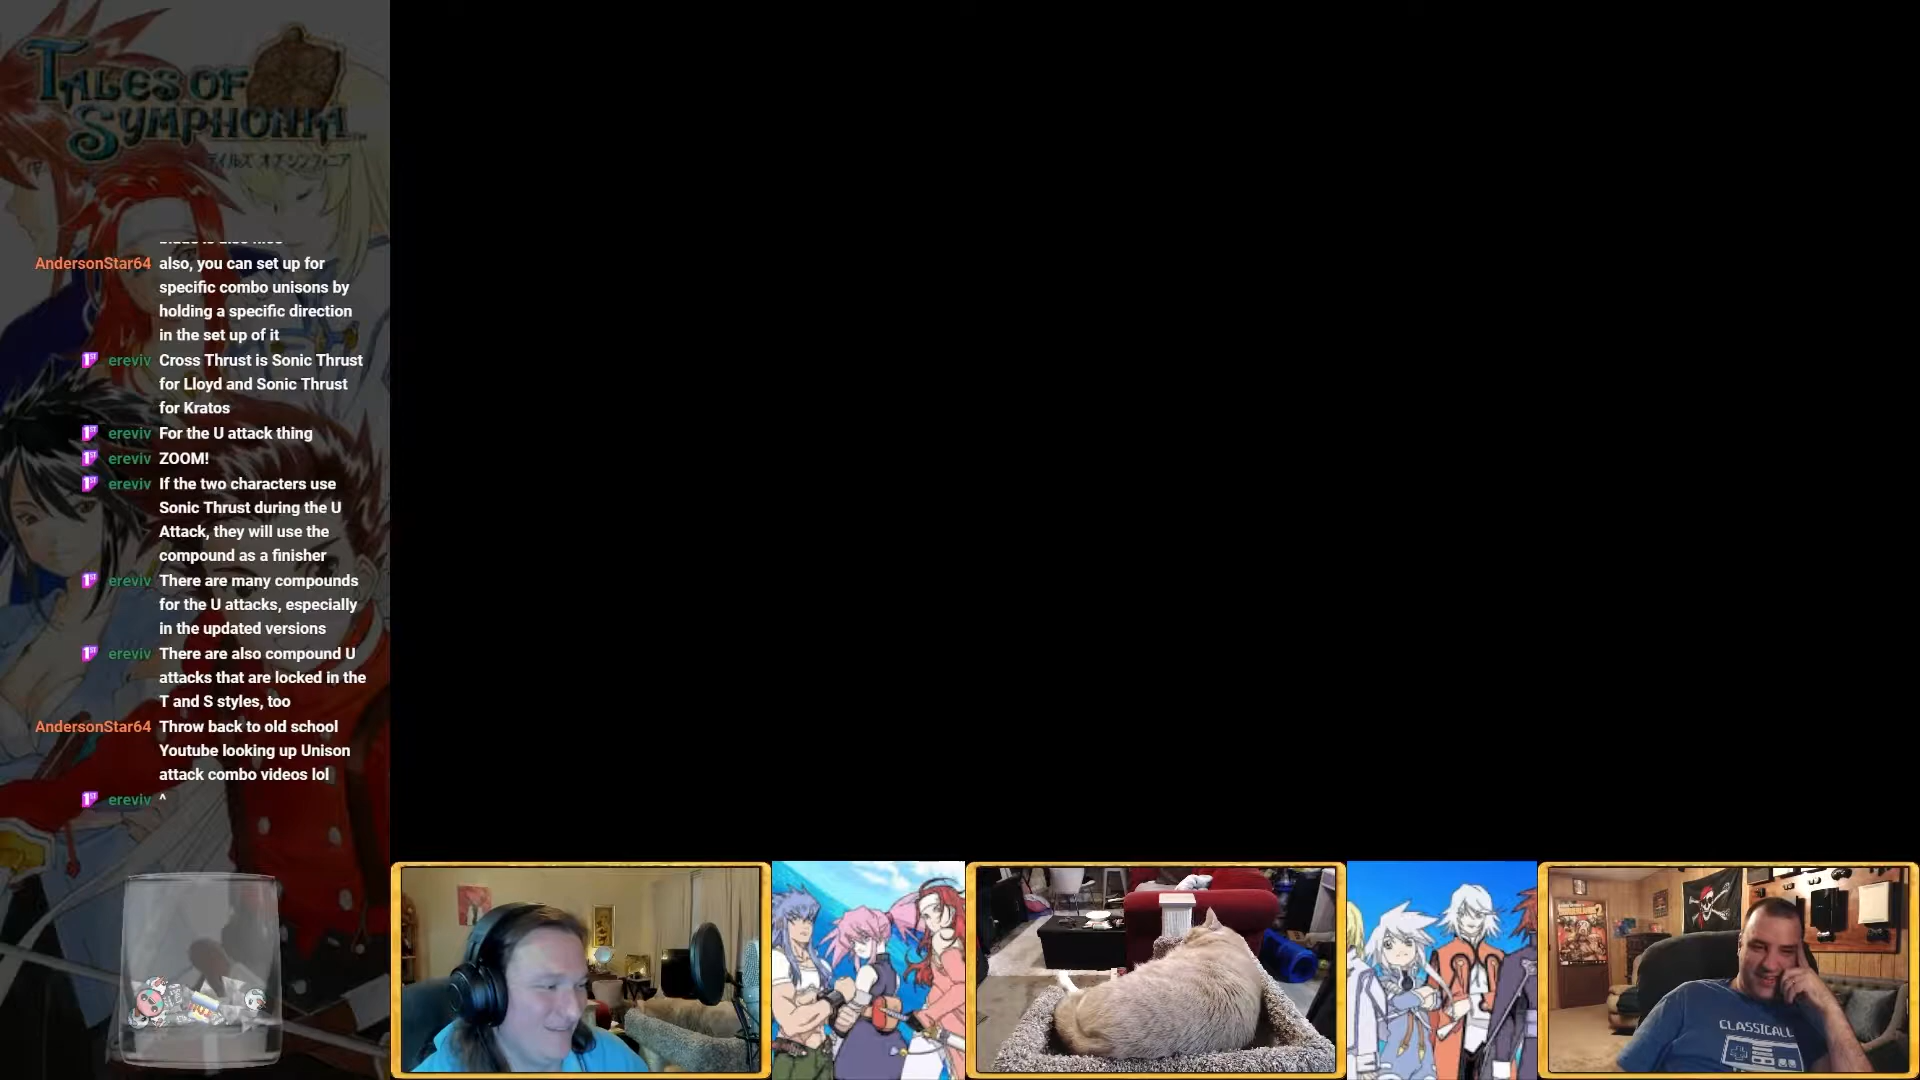 TALES OF
SYMPHONIA
テイルズ オブ シンフォニア
AndersonStar64 also, you can set up for
specific combo unisons by
holding a specific direction
in the set up of it
ereviv Cross Thrust is Sonic Thrust
for Lloyd and Sonic Thrust
for Kratos
ereviv For the U attack thing
ereviv ZOOM!
ereviv If the two characters use
Sonic Thrust during the U
Attack, they will use the
compound as a finisher
ereviv There are many compounds
for the U attacks, especially
in the updated versions
ereviv There are also compound U
attacks that are locked in the
T and S styles, too
AndersonStar64 Throw back to old school
Youtube looking up Unison
attack combo videos lol
ereviv ^
CLASSICALL